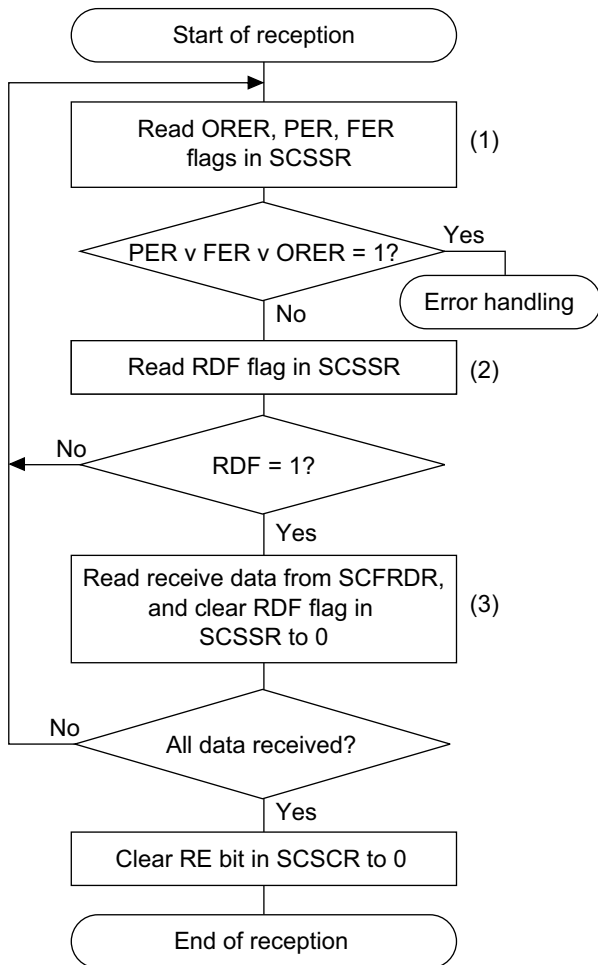 Start of reception
Read ORER, PER, FER
flags in SCSSR
(1)
PER v FER v ORER = 1?
Yes
Error handling
No
Read RDF flag in SCSSR
(2)
No
RDF = 1?
Yes
Read receive data from SCFRDR,
and clear RDF flag in
SCSSR to 0
(3)
No
All data received?
Yes
Clear RE bit in SCSCR to 0
End of reception